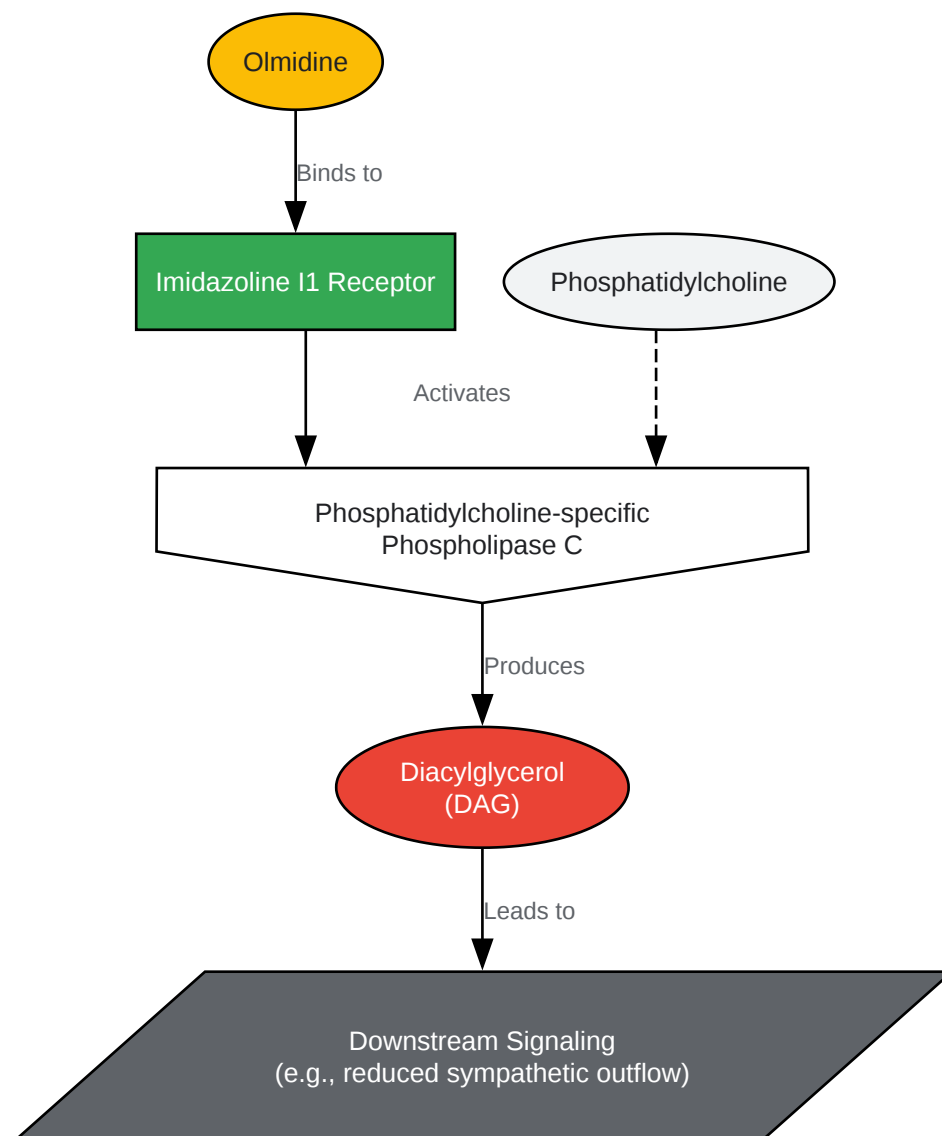 Olmidine
Binds to
Imidazoline I1 Receptor
Phosphatidylcholine
Activates
Phosphatidylcholine-specific
Phospholipase C
Produces
Diacylglycerol
(DAG)
Leads to
Downstream Signaling
(e.g., reduced sympathetic outflow)